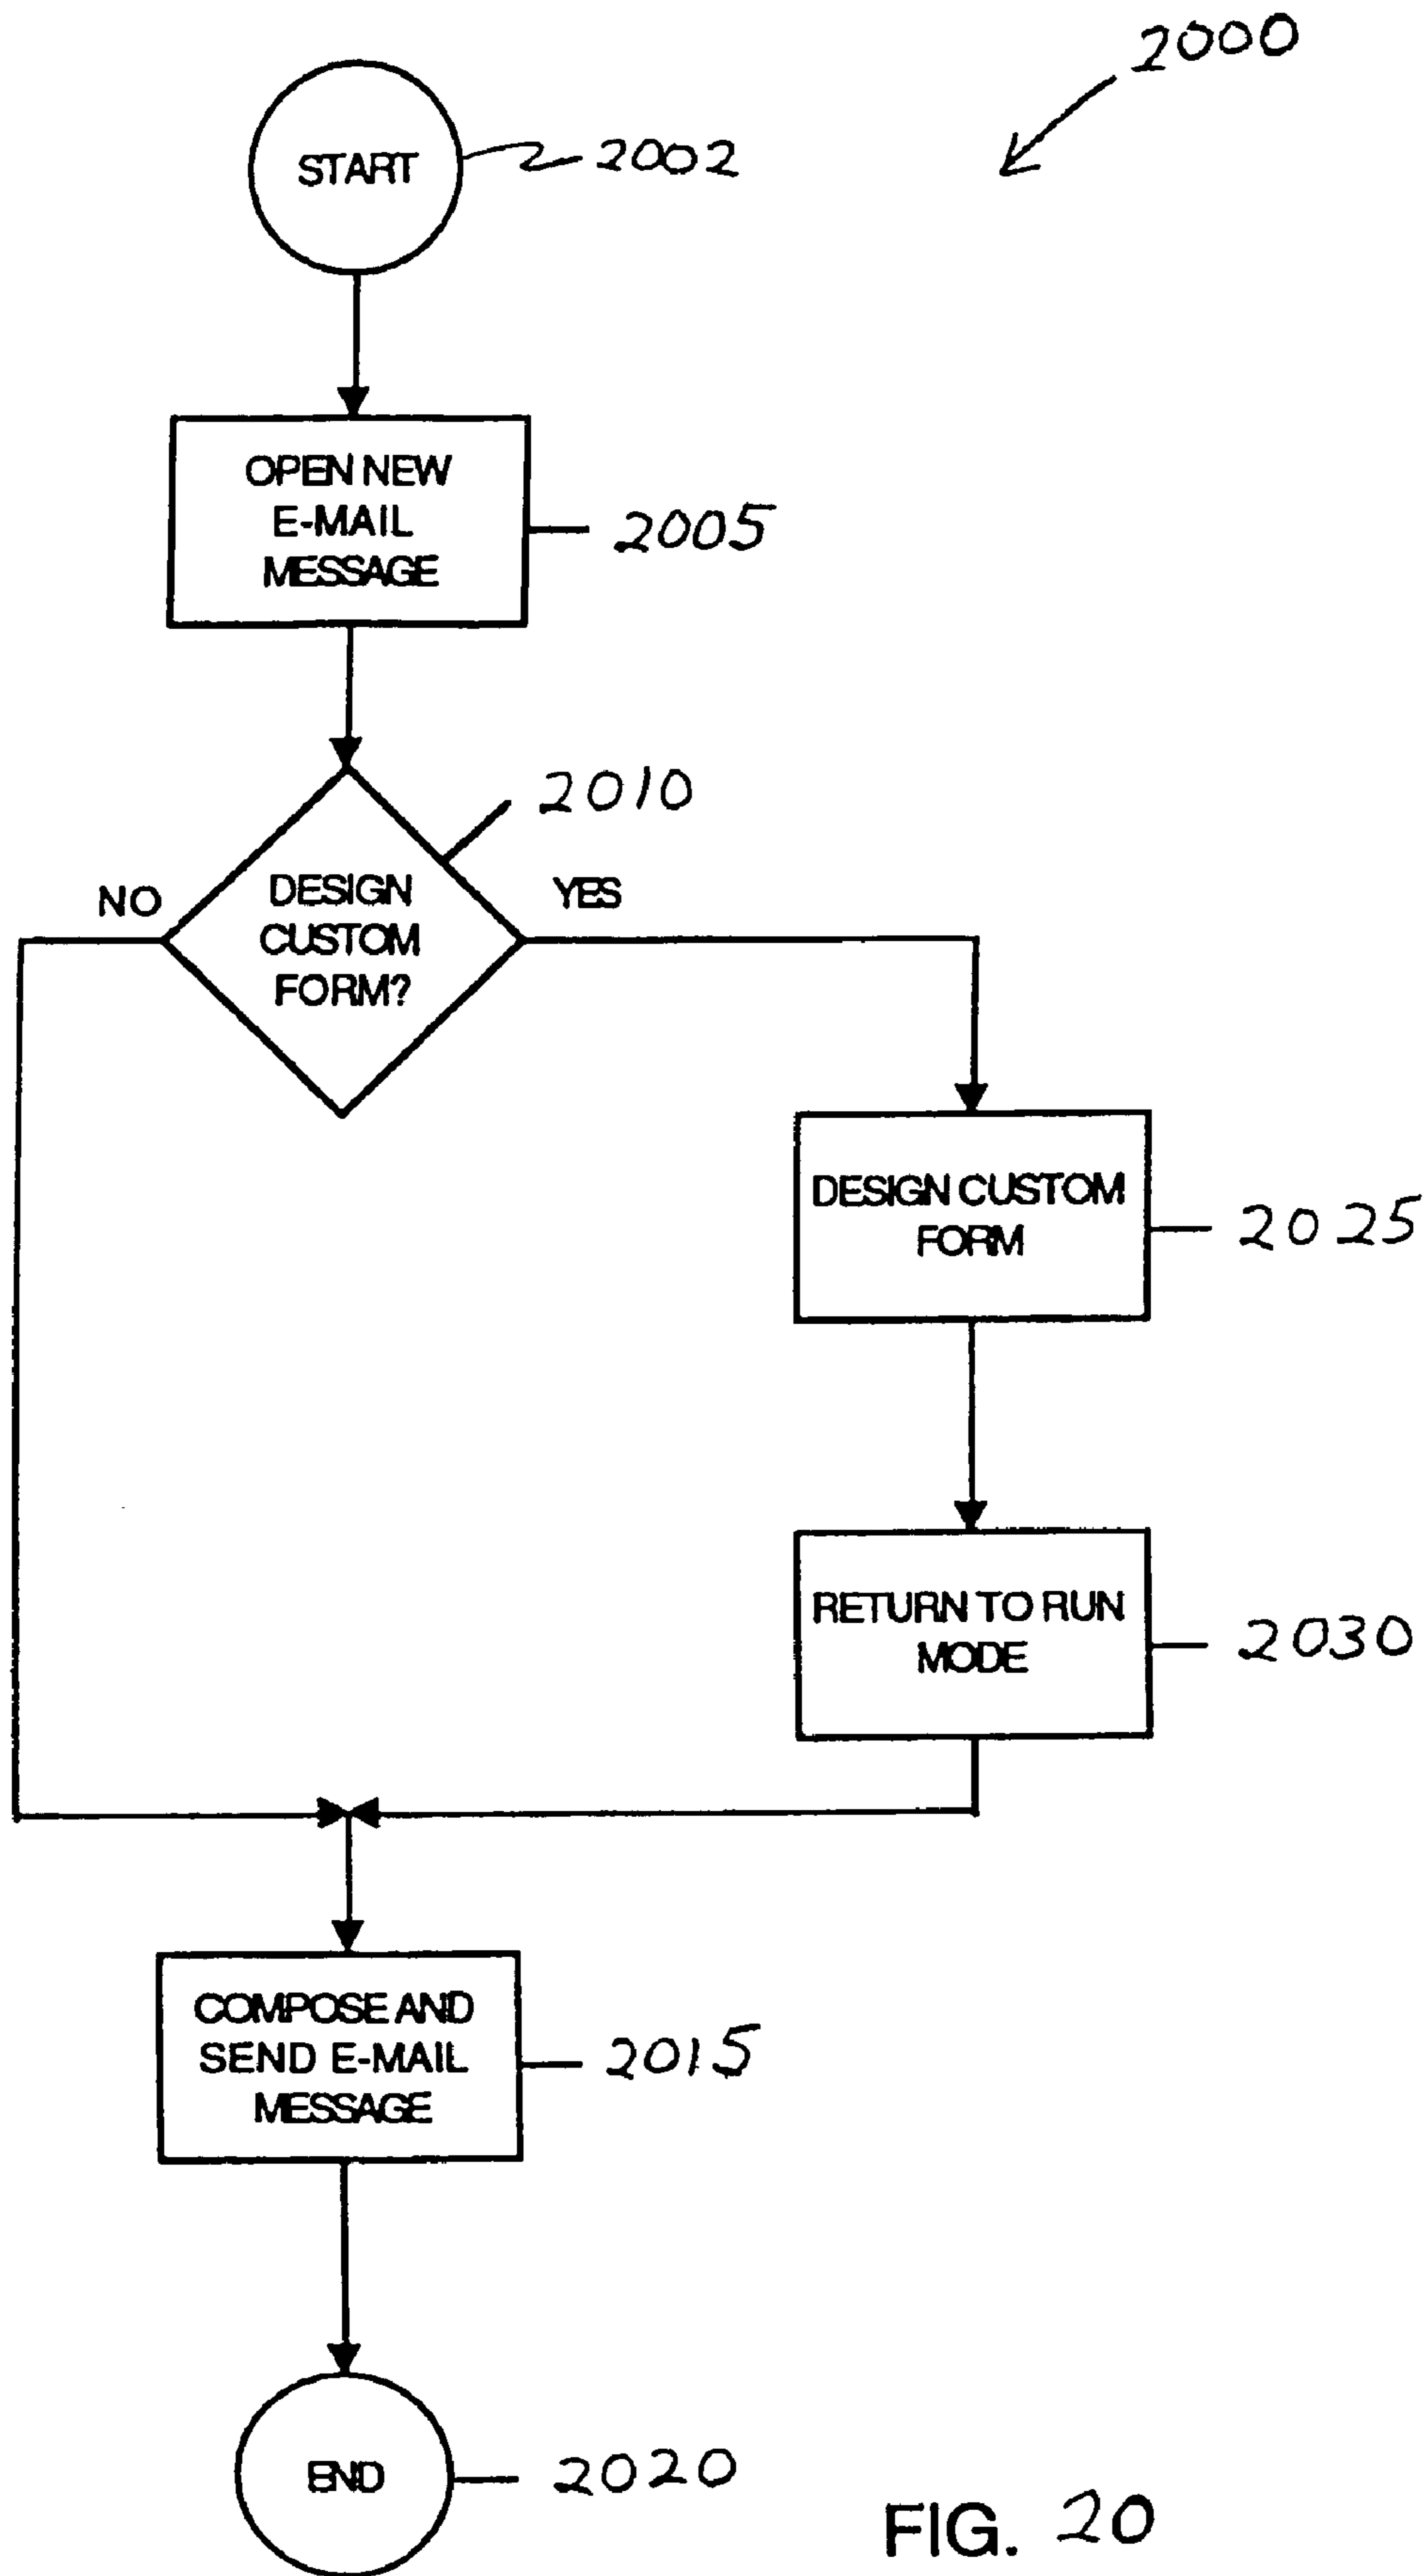 2000
START
2002
OPEN NEW
E-MAIL
MESSAGE
2005
2010
NO
DESIGN
CUSTOM
FORM?
YES
DESIGN CUSTOM
FORM
2025
RETURN TO RUN
MODE
2030
COMPOSE AND
SEND E-MAIL
MESSAGE
2015
END
2020
FIG. 20